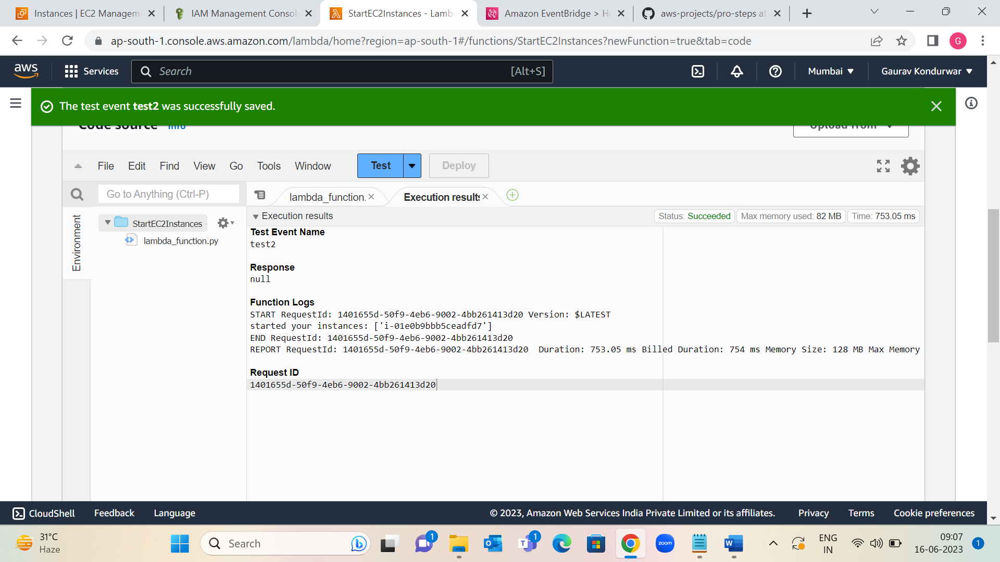 Instances | EC2 Managem
IAM Management Consol
StartEC2Instances - Lamb
Amazon EventBridge > H
aws-projects/pro-steps at
ap-south-1.console.aws.amazon.com/lambda/home?region=ap-south-1#/functions/StartEC2Instances?newFunction=true&tab=code
G
aws
Services
Search
[Alt+S]
Mumbai
Gaurav Kondurwar
The test event test2 was successfully saved.
Code source Info
Upload from
File Edit Find View Go Tools Window
Test
Deploy
Go to Anything (Ctrl-P)
lambda_function.
Execution results
Environment
StartEC2Instances
lambda_function.py
Execution results
Status: Succeeded
Max memory used: 82 MB
Time: 753.05 ms
Test Event Name
test2
Response
null
Function Logs
START RequestId: 1401655d-50f9-4eb6-9002-4bb261413d20 Version: $LATEST
started your instances: ['i-01e0b9bbb5ceadfd7']
END RequestId: 1401655d-50f9-4eb6-9002-4bb261413d20
REPORT RequestId: 1401655d-50f9-4eb6-9002-4bb261413d20 Duration: 753.05 ms Billed Duration: 754 ms Memory Size: 128 MB Max Memory
Request ID
1401655d-50f9-4eb6-9002-4bb261413d20
CloudShell
Feedback
Language
© 2023, Amazon Web Services India Private Limited or its affiliates.
Privacy
Terms
Cookie preferences
31°C
Haze
Search
1
1
zoom
ENG
IN
09:07
16-06-2023
1